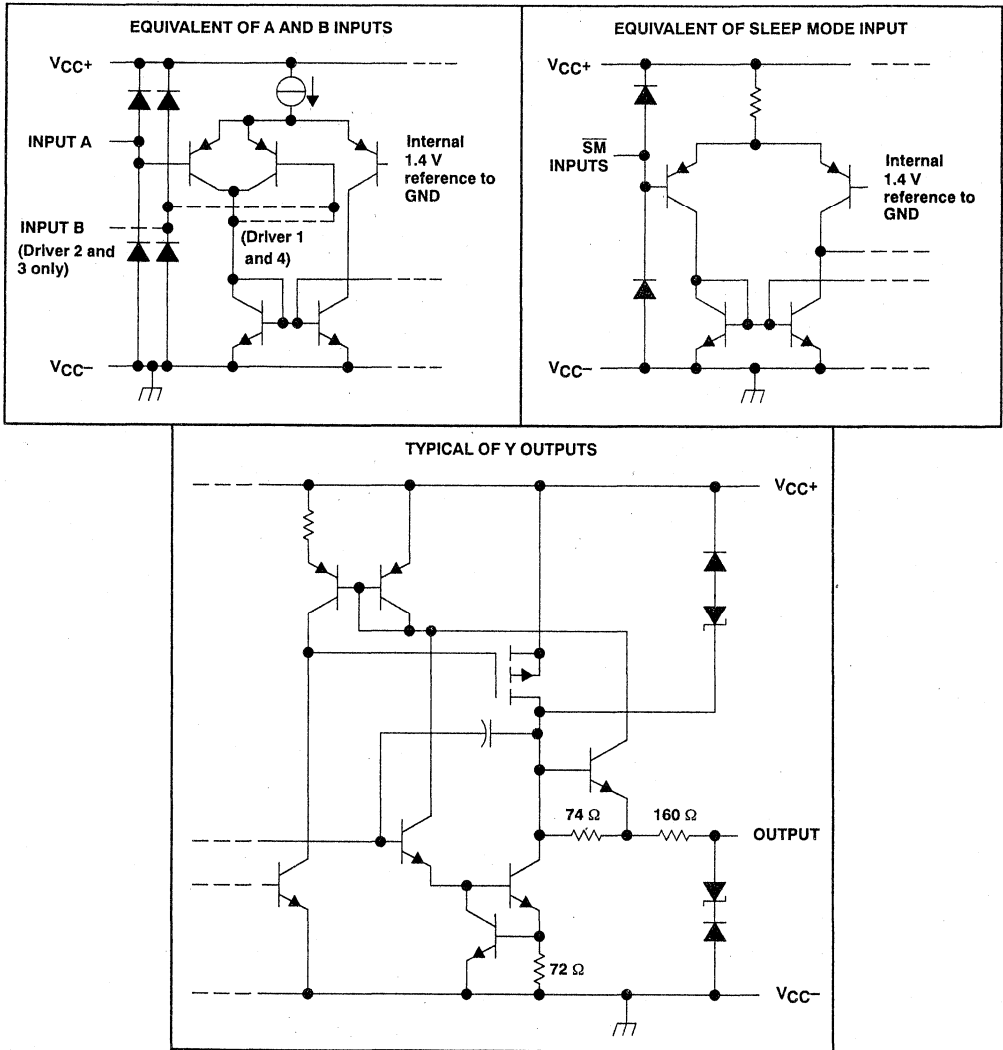 EQUIVALENT OF A AND B INPUTS
VCC+
INPUT A
Internal
1.4 V
reference to
GND
INPUT B
(Driver 2 and
3 only)
(Driver 1
and 4)
VCC–
EQUIVALENT OF SLEEP MODE INPUT
VCC+
SM
INPUTS
Internal
1.4 V
reference to
GND
VCC–
TYPICAL OF Y OUTPUTS
VCC+
74 Ω
160 Ω
OUTPUT
72 Ω
VCC–